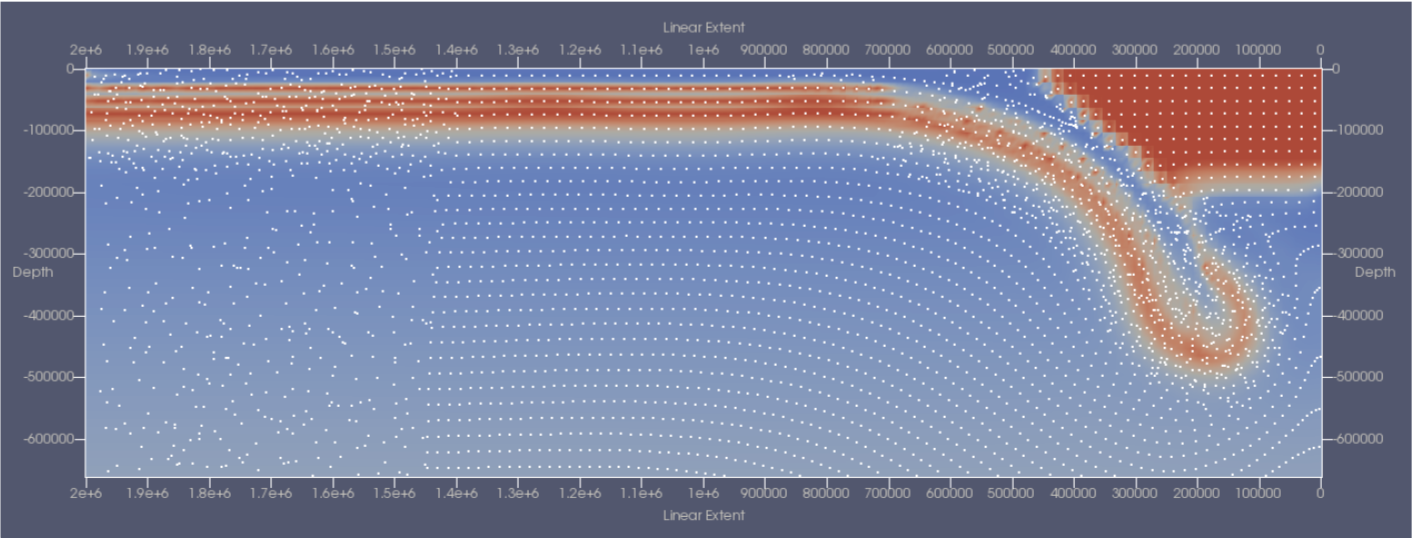 Linear Extent
2e+6 1.9e+6 1.8e+6 1.7e+6 1.6e+6 1.5e+6 1.4e+6 1.3e+6 1.2e+6 1.1e+6 1e+6 900000 800000 700000 600000 500000 400000 300000 200000 100000 0
0 0
-100000 -100000
-200000 -200000
-300000 -300000
Depth Depth
-400000 -400000
-500000 -500000
-600000 -600000
2e+6 1.9e+6 1.8e+6 1.7e+6 1.6e+6 1.5e+6 1.4e+6 1.3e+6 1.2e+6 1.1e+6 1e+6 900000 800000 700000 600000 500000 400000 300000 200000 100000 0
Linear Extent